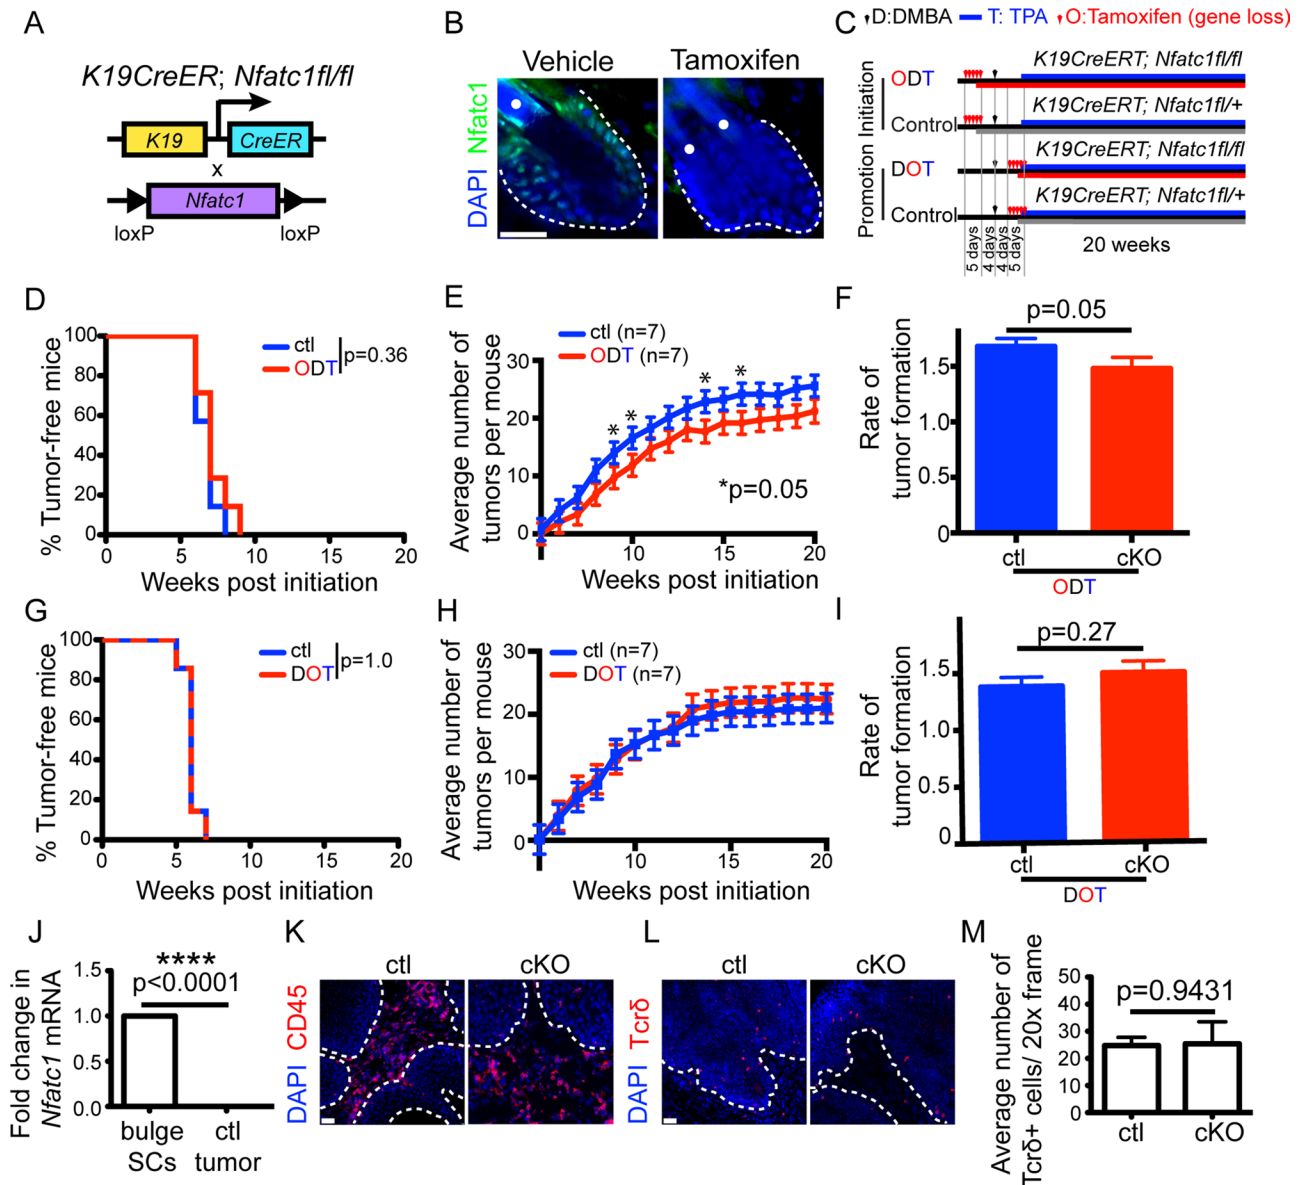 A
K19CreER; Nfatc1fl/fl
K19
CreER
x
Nfatc1
loxP
loxP
B
Vehicle
Tamoxifen
DAPI Nfatc1
C
D:DMBA
T: TPA
O:Tamoxifen (gene loss)
Promotion Initiation
ODT
K19CreERT; Nfatc1fl/fl
Control
K19CreERT; Nfatc1fl/+
DOT
K19CreERT; Nfatc1fl/fl
Control
K19CreERT; Nfatc1fl/+
5 days
4 days
4 days
5 days
20 weeks
D
% Tumor-free mice
100
80
60
40
20
0
0
5
10
15
20
Weeks post initiation
ctl
ODT
p=0.36
E
Average number of
tumors per mouse
30
20
10
0
10
15
20
Weeks post initiation
ctl (n=7)
ODT (n=7)
*
*
*
*
*p=0.05
F
Rate of
tumor formation
1.5
1.0
0.5
0
p=0.05
ctl
cKO
ODT
G
% Tumor-free mice
100
80
60
40
20
0
0
5
10
15
20
Weeks post initiation
ctl
DOT
p=1.0
H
Average number of
tumors per mouse
30
20
10
0
10
15
20
Weeks post initiation
ctl (n=7)
DOT (n=7)
I
Rate of
tumor formation
1.5
1.0
0.5
0
p=0.27
ctl
cKO
DOT
J
Fold change in
Nfatc1 mRNA
1.5
1.0
0.5
0.0
****
p<0.0001
bulge
SCs
ctl
tumor
K
ctl
cKO
DAPI CD45
L
ctl
cKO
DAPI Tcrδ
M
Average number of
Tcrδ+ cells/ 20x frame
50
40
30
20
10
0
p=0.9431
ctl
cKO